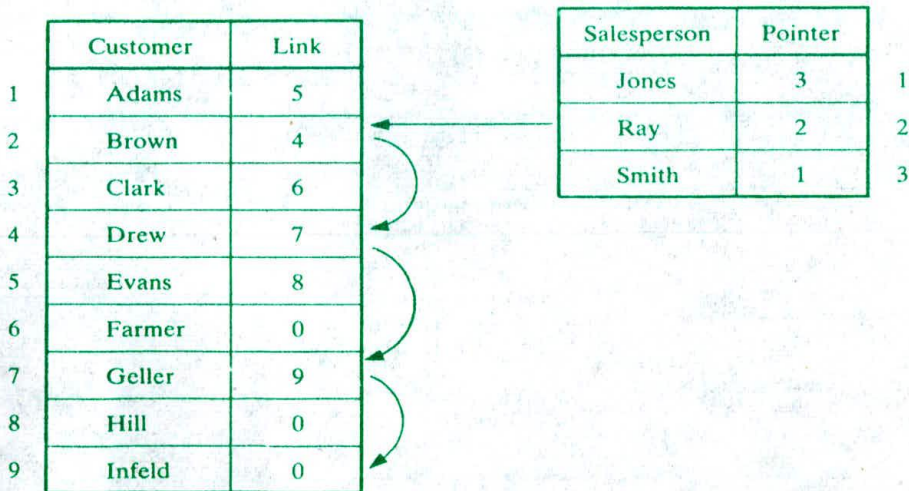 Customer Link
1 Adams 5
2 Brown 4
3 Clark 6
4 Drew 7
5 Evans 8
6 Farmer 0
7 Geller 9
8 Hill 0
9 Infeld 0
Salesperson Pointer
Jones 3 1
Ray 2 2
Smith 1 3